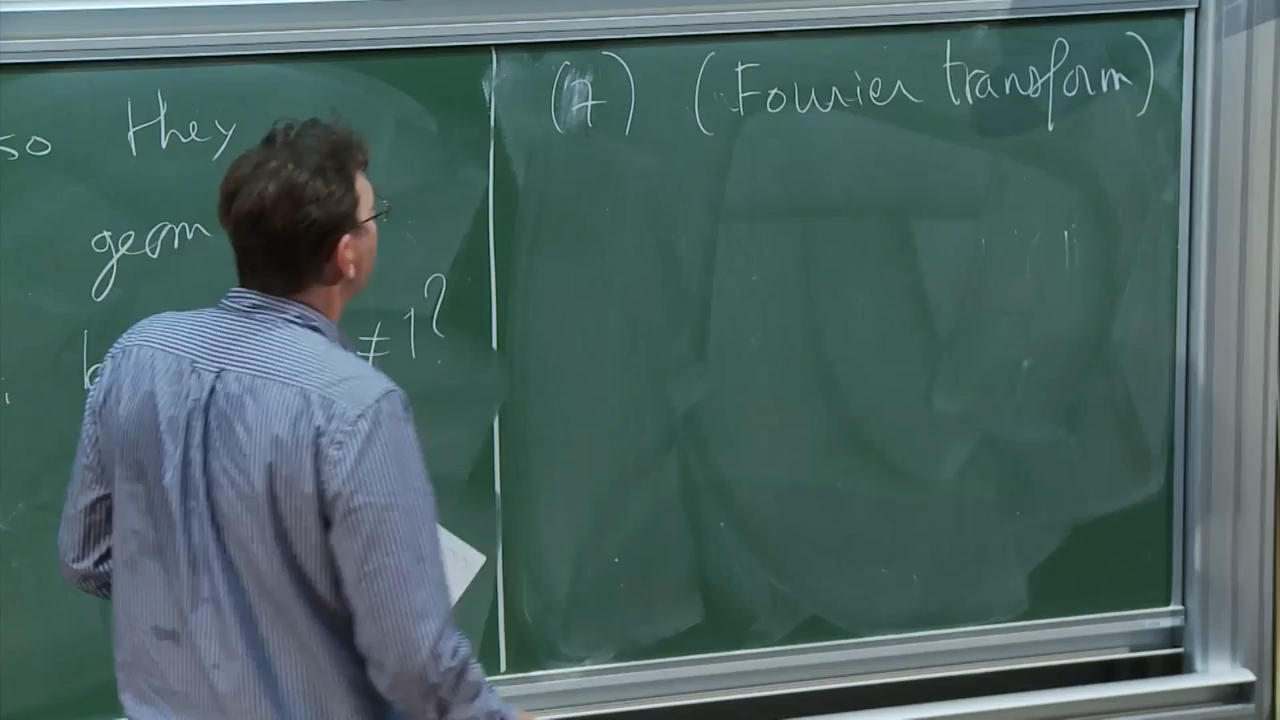 so they
geom
b ≠ 1?
(7) (Fourier transform)